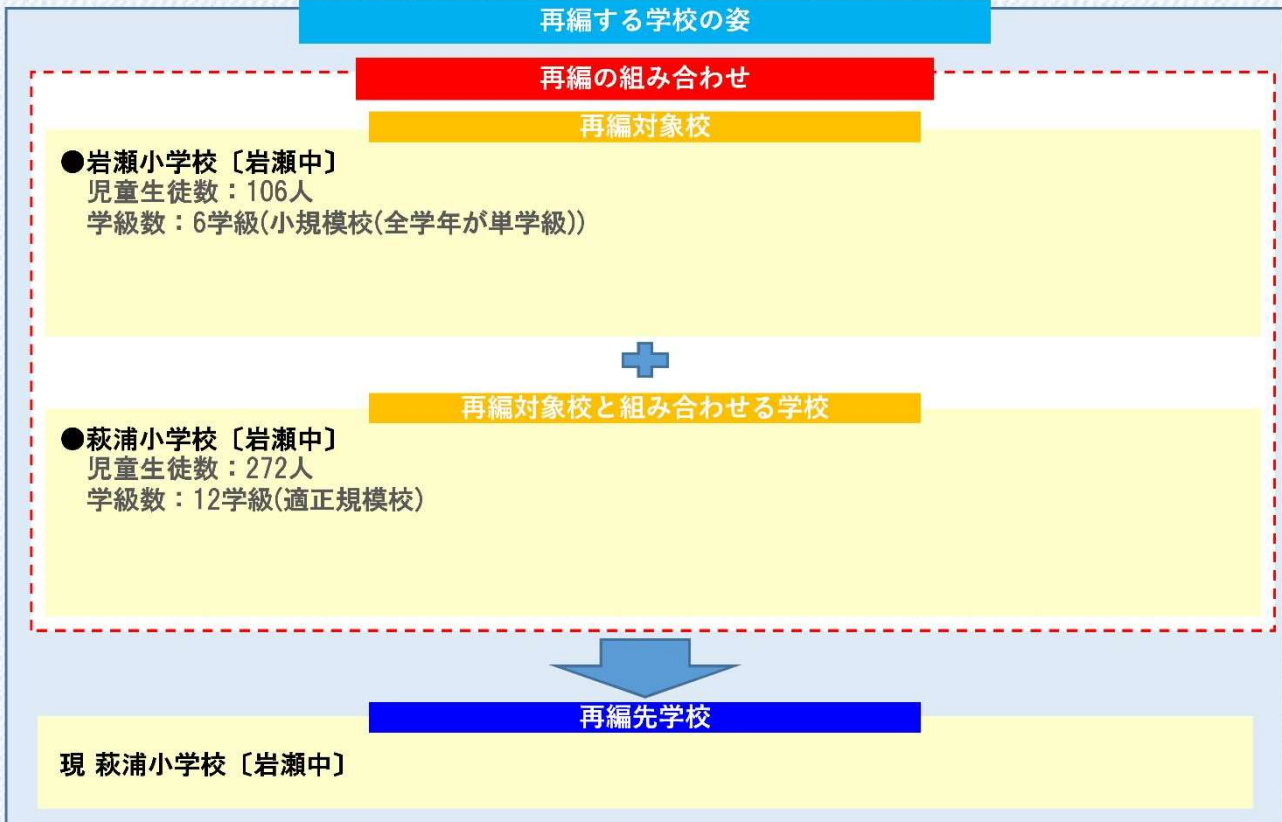 再編する学校の姿
再編の組み合わせ
再編対象校
●岩瀬小学校〔岩瀬中〕
児童生徒数：106人
学級数：6学級(小規模校(全学年が単学級))
再編対象校と組み合わせる学校
●萩浦小学校〔岩瀬中〕
児童生徒数：272人
学級数：12学級(適正規模校)
再編先学校
現 萩浦小学校〔岩瀬中〕